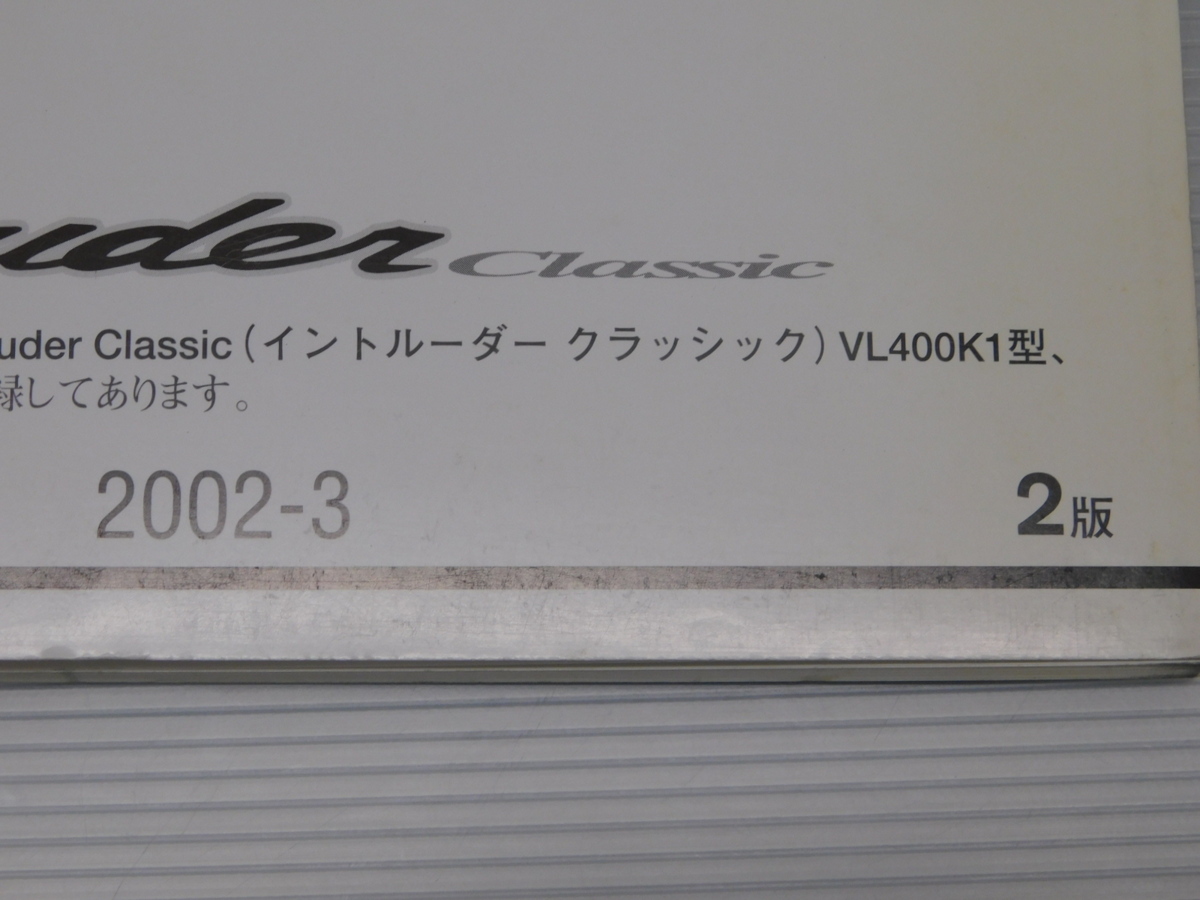 uder Classic
uder Classic（イントルーダー クラッシック）VL400K1型、
録してあります。
2002-3 2版